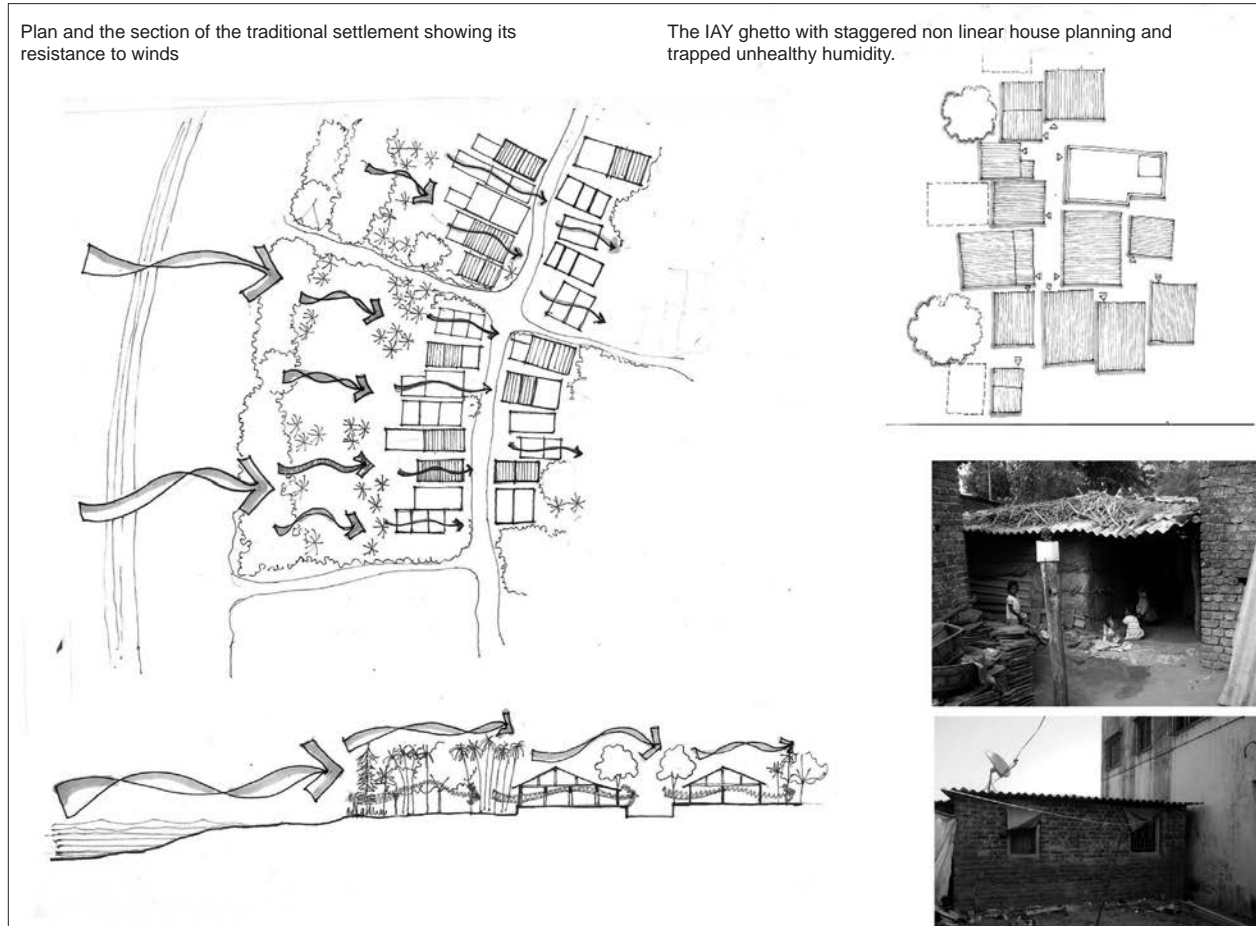 Plan and the section of the traditional settlement showing its
resistance to winds
The IAY ghetto with staggered non linear house planning and
trapped unhealthy humidity.